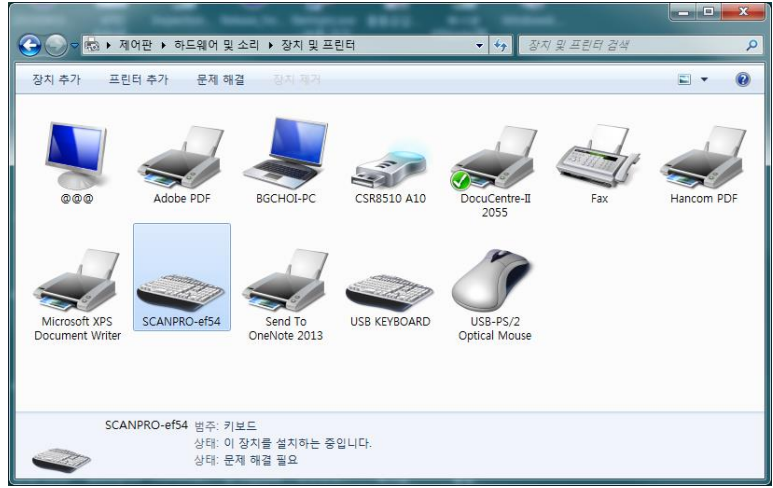 제어판 ▸ 하드웨어 및 소리 ▸ 장치 및 프린터
장치 및 프린터 검색
장치 추가 프린터 추가 문제 해결 장치 제거
@@@
Adobe PDF
BGCHOI-PC
CSR8510 A10
DocuCentre-II
2055
Fax
Hancom PDF
Microsoft XPS
Document Writer
SCANPRO-ef54
Send To
OneNote 2013
USB KEYBOARD
USB-PS/2
Optical Mouse
SCANPRO-ef54 범주: 키보드
상태: 이 장치를 설치하는 중입니다.
상태: 문제 해결 필요